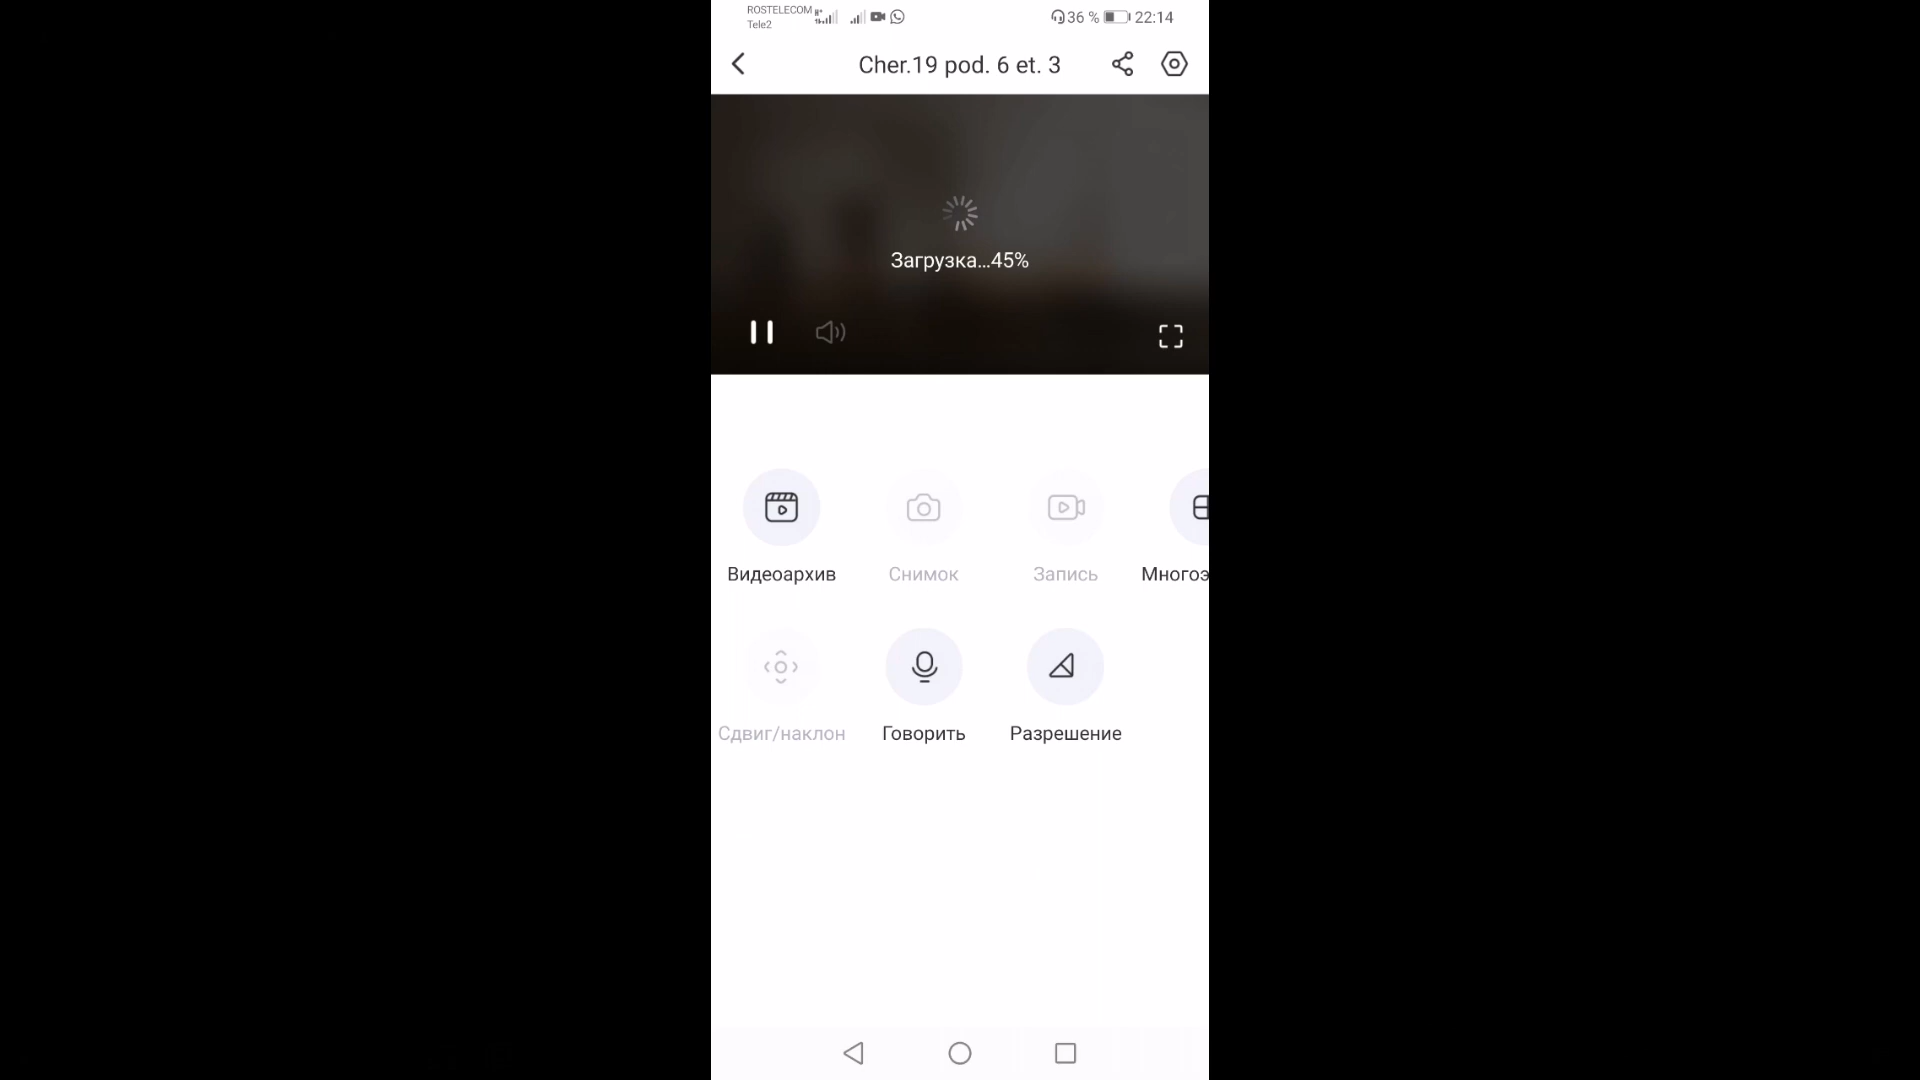 ROSTELECOM
Tele2
36 %
22:14
Cher.19 pod. 6 et. 3
Загрузка...45%
Видеоархив
Снимок
Запись
Многоэ
Сдвиг/наклон
Говорить
Разрешение